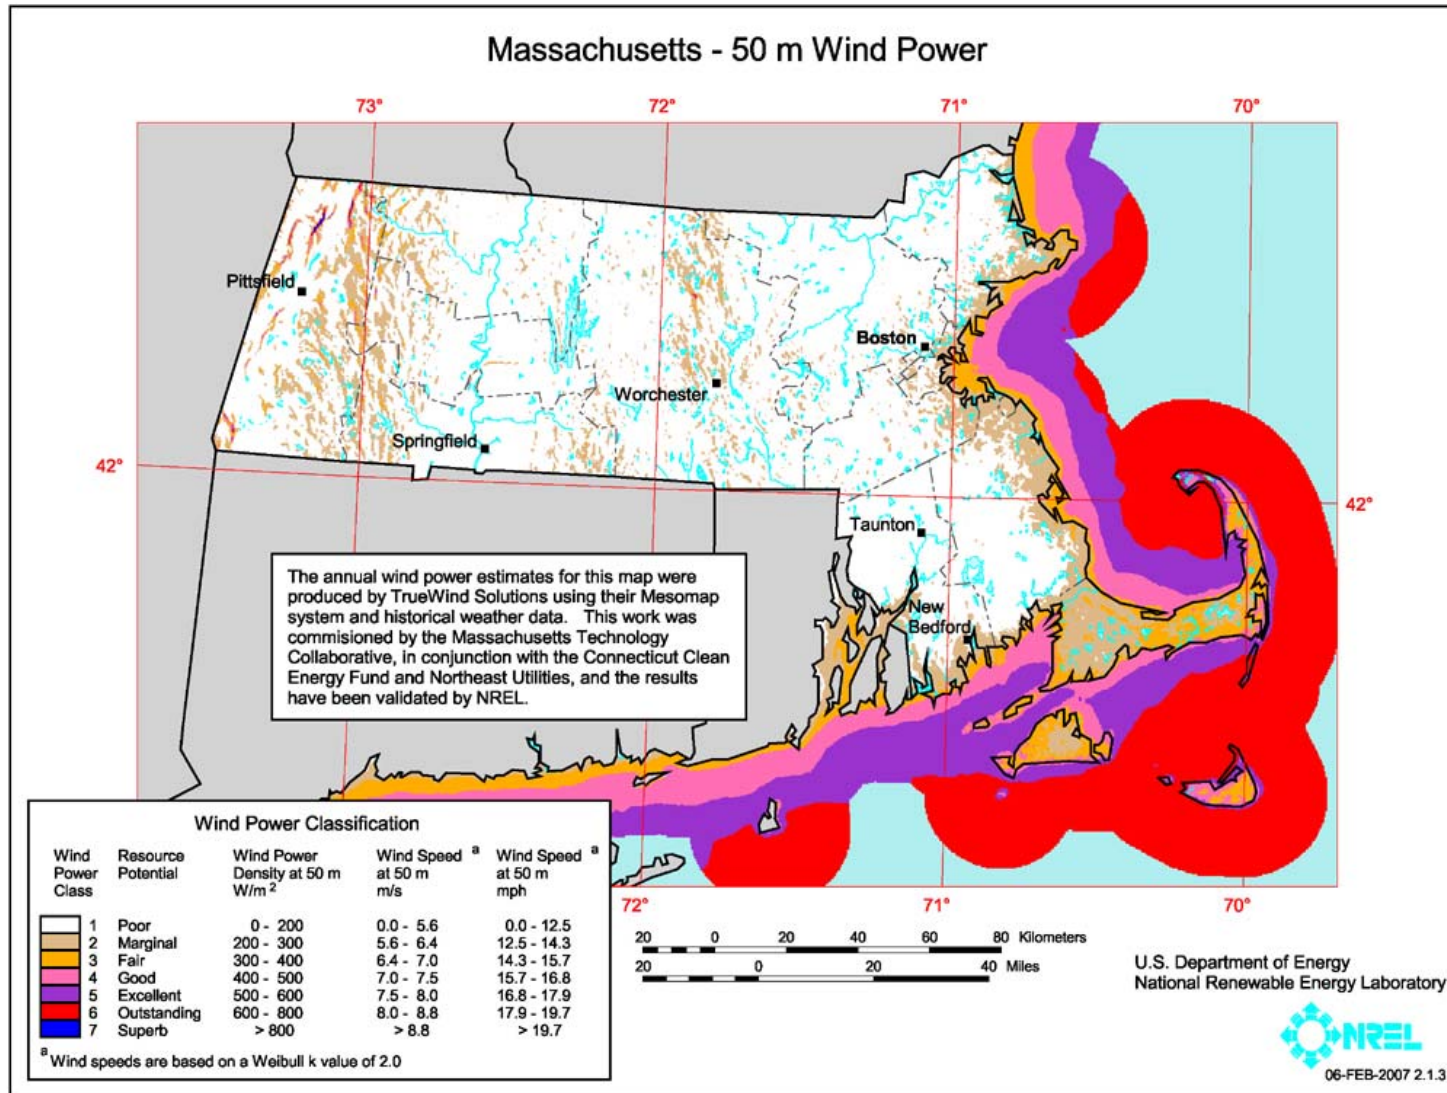 Massachusetts - 50 m Wind Power
73° 72° 71° 70°
Pittsfield
Boston
Worchester
Springfield
42°
42°
Taunton
New
Bedford
The annual wind power estimates for this map were
produced by TrueWind Solutions using their Mesomap
system and historical weather data. This work was
commisioned by the Massachusetts Technology
Collaborative, in conjunction with the Connecticut Clean
Energy Fund and Northeast Utilities, and the results
have been validated by NREL.
72° 71° 70°
Wind Power Classification
Wind Resource Wind Power Wind Speed a Wind Speed a
Power Potential Density at 50 m at 50 m at 50 m
Class W/m 2 m/s mph
1 Poor 0 - 200 0.0 - 5.6 0.0 - 12.5
2 Marginal 200 - 300 5.6 - 6.4 12.5 - 14.3
3 Fair 300 - 400 6.4 - 7.0 14.3 - 15.7
4 Good 400 - 500 7.0 - 7.5 15.7 - 16.8
5 Excellent 500 - 600 7.5 - 8.0 16.8 - 17.9
6 Outstanding 600 - 800 8.0 - 8.8 17.9 - 19.7
7 Superb > 800 > 8.8 > 19.7
a Wind speeds are based on a Weibull k value of 2.0
20 0 20 40 60 80 Kilometers
20 0 20 40 Miles
U.S. Department of Energy
National Renewable Energy Laboratory
NREL
06-FEB-2007 2.1.3